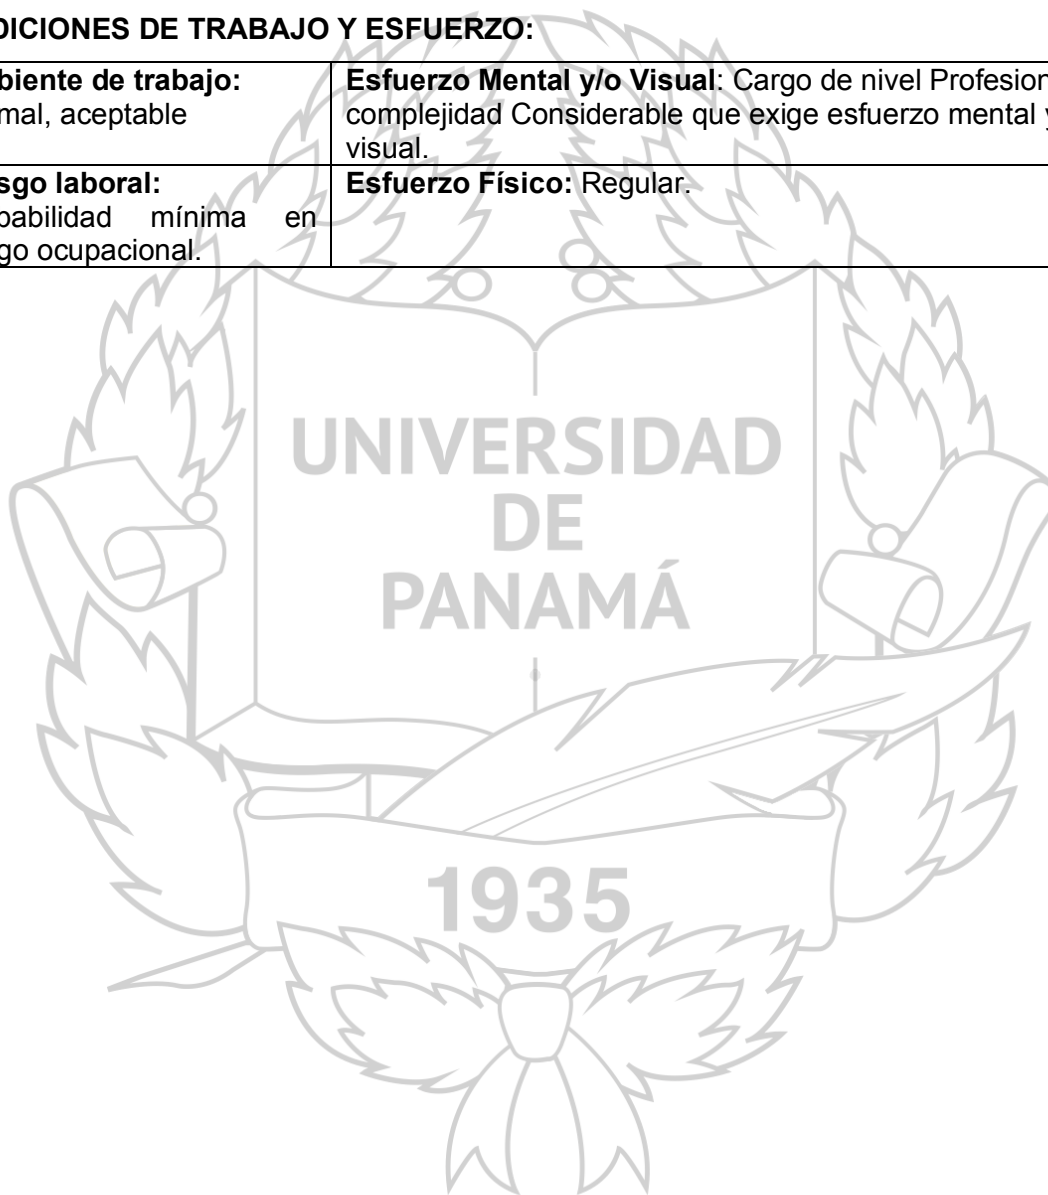 DICIONES DE TRABAJO Y ESFUERZO:
biente de trabajo:
mal, aceptable
Esfuerzo Mental y/o Visual: Cargo de nivel Profesion
complejidad Considerable que exige esfuerzo mental y
visual.
sgo laboral:
babilidad mínima en
go ocupacional.
Esfuerzo Físico: Regular.
UNIVERSIDAD
DE
PANAMÁ
1935